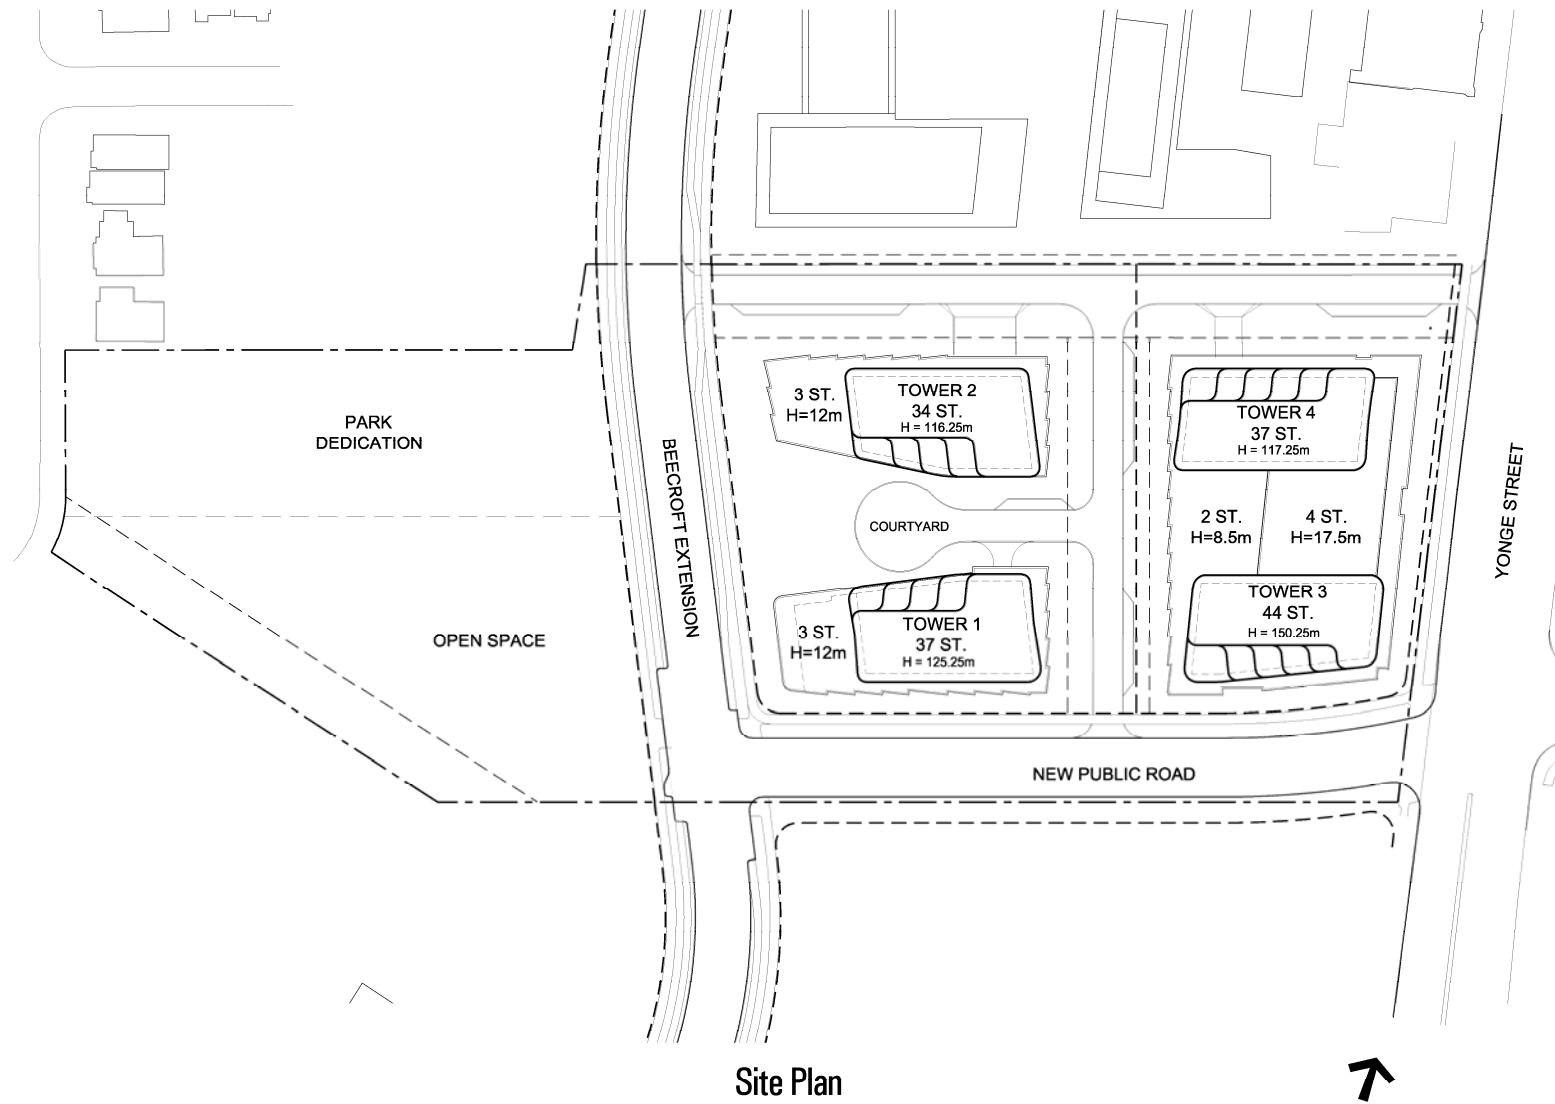 TOWER 2
34 ST.
H = 116.25m
3 ST.
H=12m
TOWER 4
37 ST.
H = 117.25m
PARK
DEDICATION
BEECROFT EXTENSION
YONGE STREET
COURTYARD
2 ST.
H=8.5m
4 ST.
H=17.5m
OPEN SPACE
3 ST.
H=12m
TOWER 1
37 ST.
H = 125.25m
TOWER 3
44 ST.
H = 150.25m
NEW PUBLIC ROAD
Site Plan